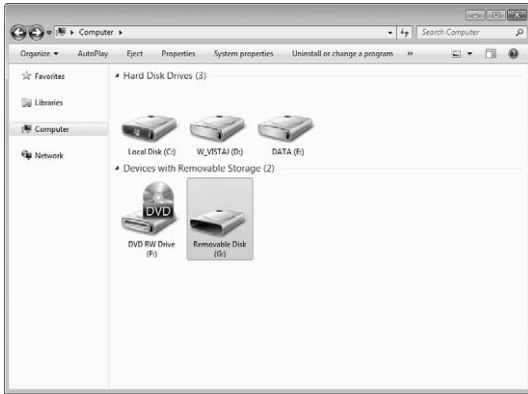 Computer
Search Computer
Organize AutoPlay Eject Properties System properties Uninstall or change a program »
Favorites
Libraries
Computer
Network
Hard Disk Drives (3)
Local Disk (C:) W_VISTAJ (D:) DATA (E:)
Devices with Removable Storage (2)
DVD
DVD RW Drive Removable Disk
(F:) (G:)